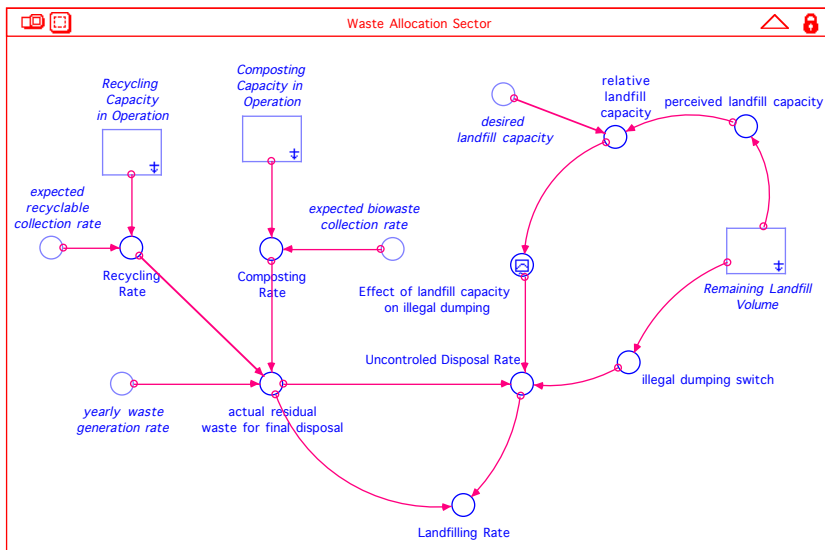 Waste Allocation Sector
Recycling
Capacity
in Operation
Composting
Capacity in
Operation
relative
landfill
capacity
perceived landfill capacity
desired
landfill capacity
expected
recyclable
collection rate
expected biowaste
collection rate
Recycling
Rate
Composting
Rate
Effect of landfill capacity
on illegal dumping
Remaining Landfill
Volume
Uncontroled Disposal Rate
illegal dumping switch
yearly waste
generation rate
actual residual
waste for final disposal
Landfilling Rate